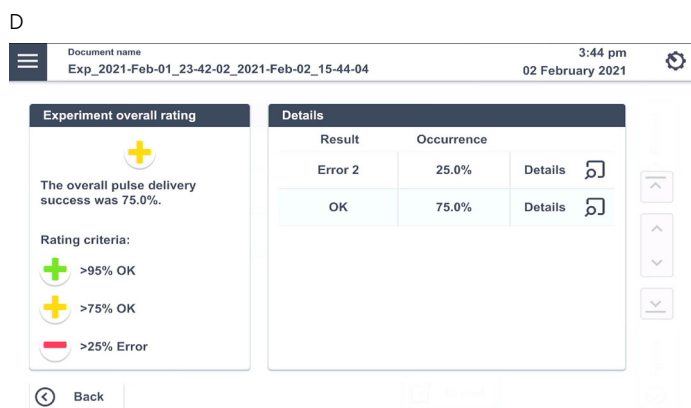 D
Document name
Exp_2021-Feb-01_23-42-02_2021-Feb-02_15-44-04
3:44 pm
02 February 2021
Experiment overall rating
The overall pulse delivery
success was 75.0%.
Rating criteria:
>95% OK
>75% OK
>25% Error
Details
Result Occurrence
Error 2 25.0% Details
OK 75.0% Details
Back